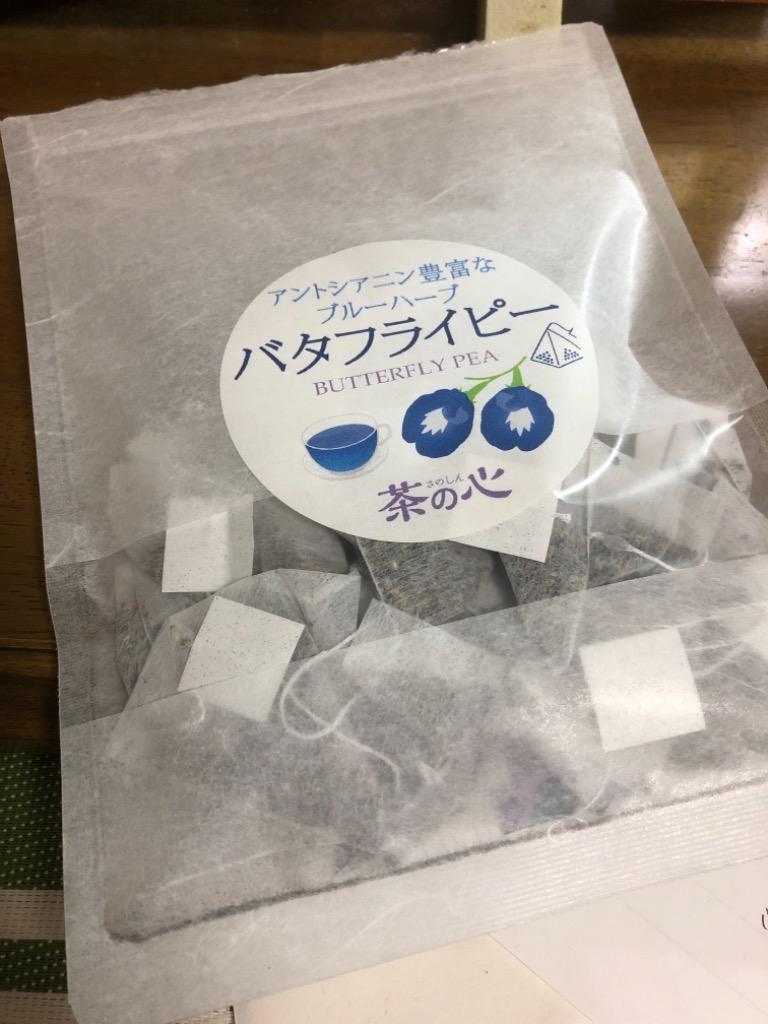 アントシアニン豊富な
ブルーハーブ
バタフライピー
BUTTERFLY PEA
さのしん
茶の心